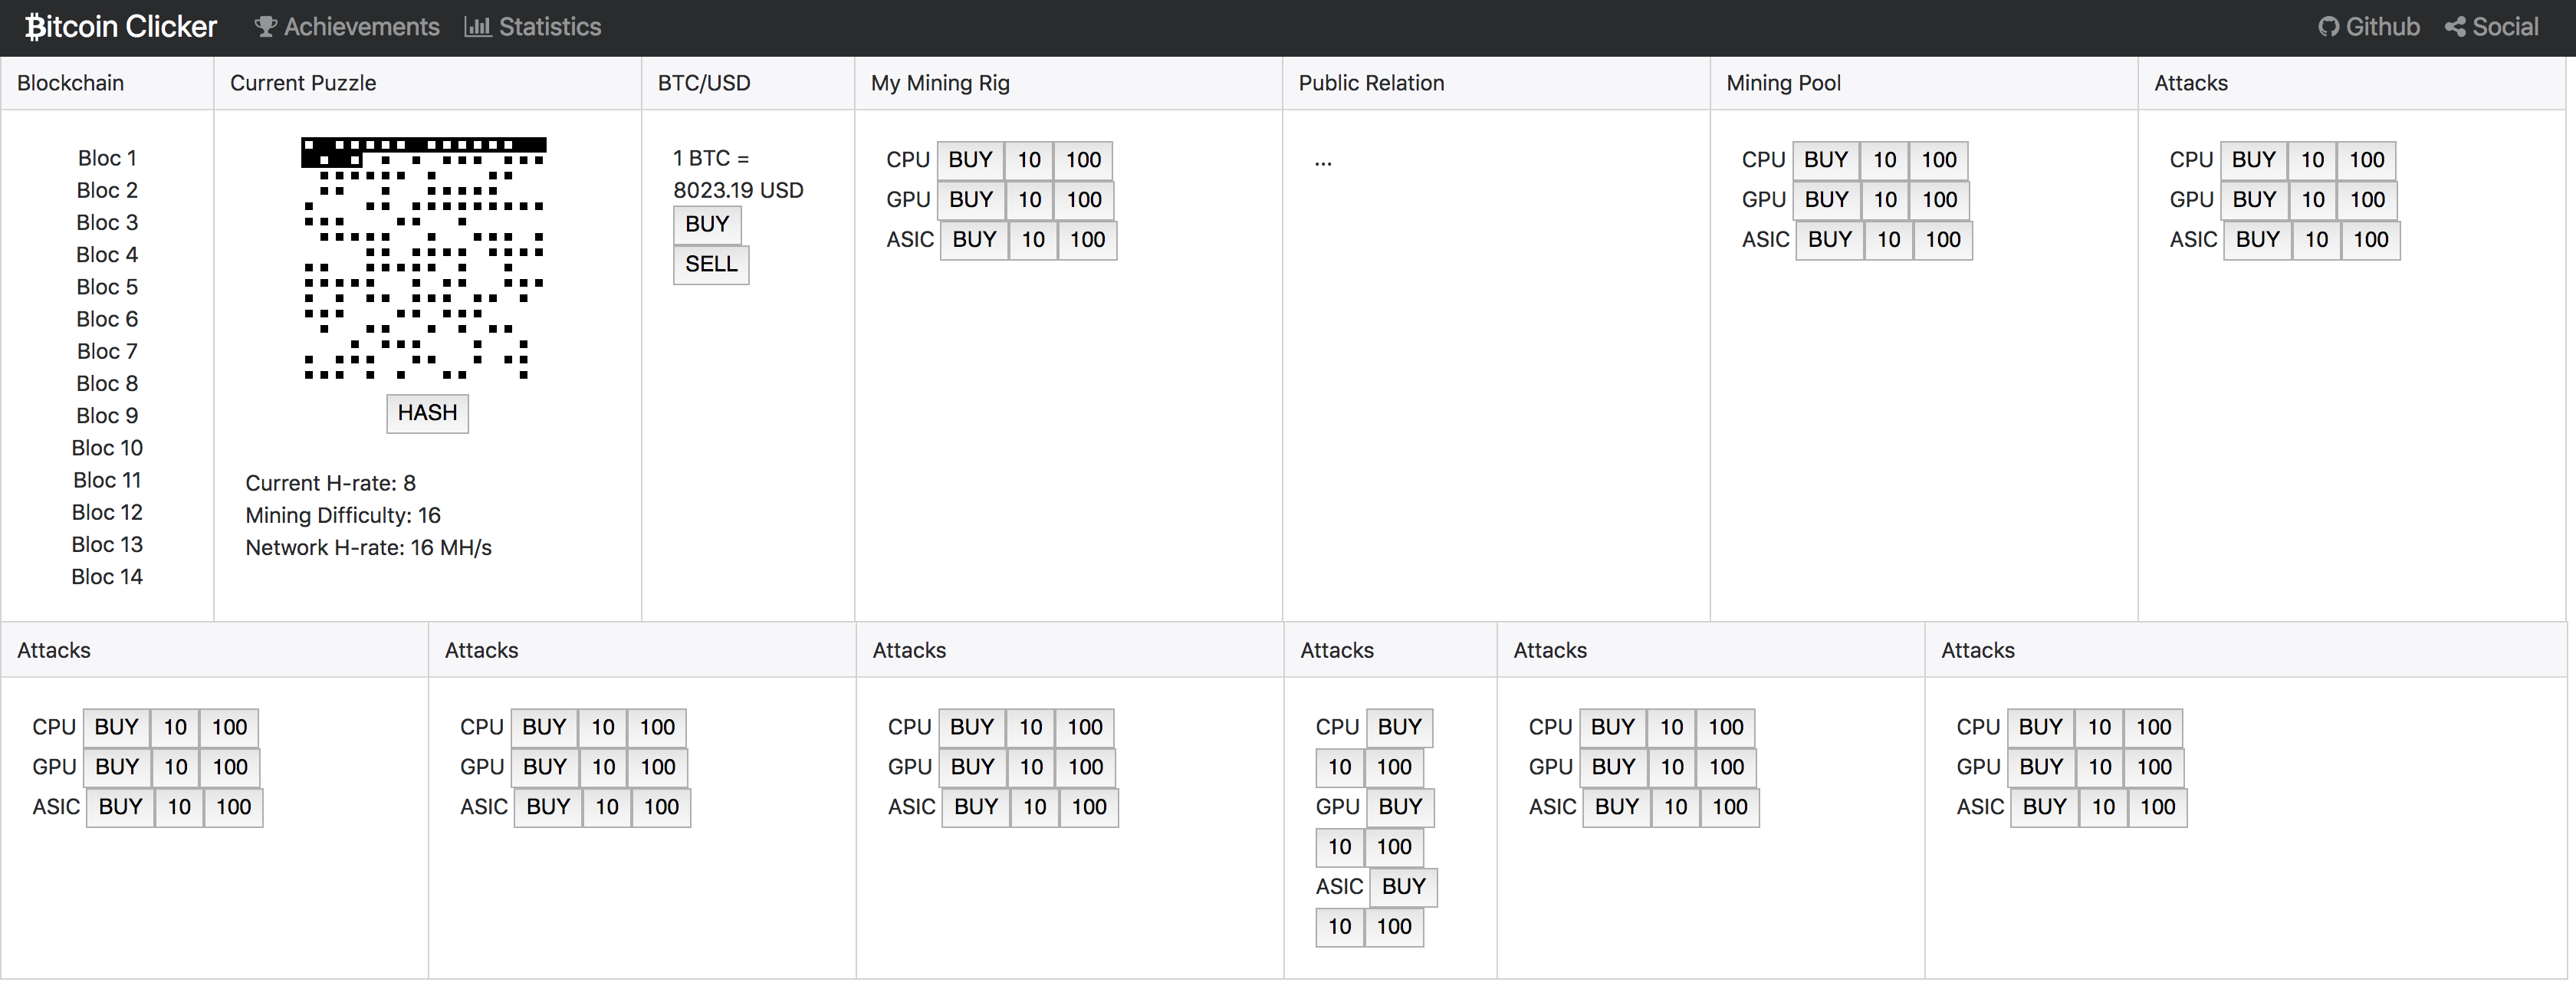 Bitcoin Clicker Achievements Statistics Github Social
Blockchain
Bloc 1
Bloc 2
Bloc 3
Bloc 4
Bloc 5
Bloc 6
Bloc 7
Bloc 8
Bloc 9
Bloc 10
Bloc 11
Bloc 12
Bloc 13
Bloc 14
Current Puzzle
HASH
Current H-rate: 8
Mining Difficulty: 16
Network H-rate: 16 MH/s
BTC/USD
1 BTC =
8023.19 USD
BUY
SELL
My Mining Rig
CPU BUY 10 100
GPU BUY 10 100
ASIC BUY 10 100
Public Relation
...
Mining Pool
CPU BUY 10 100
GPU BUY 10 100
ASIC BUY 10 100
Attacks
CPU BUY 10 100
GPU BUY 10 100
ASIC BUY 10 100
Attacks
CPU BUY 10 100
GPU BUY 10 100
ASIC BUY 10 100
Attacks
CPU BUY 10 100
GPU BUY 10 100
ASIC BUY 10 100
Attacks
CPU BUY 10 100
GPU BUY 10 100
ASIC BUY 10 100
Attacks
CPU BUY
10 100
GPU BUY
10 100
ASIC BUY
10 100
Attacks
CPU BUY 10 100
GPU BUY 10 100
ASIC BUY 10 100
Attacks
CPU BUY 10 100
GPU BUY 10 100
ASIC BUY 10 100